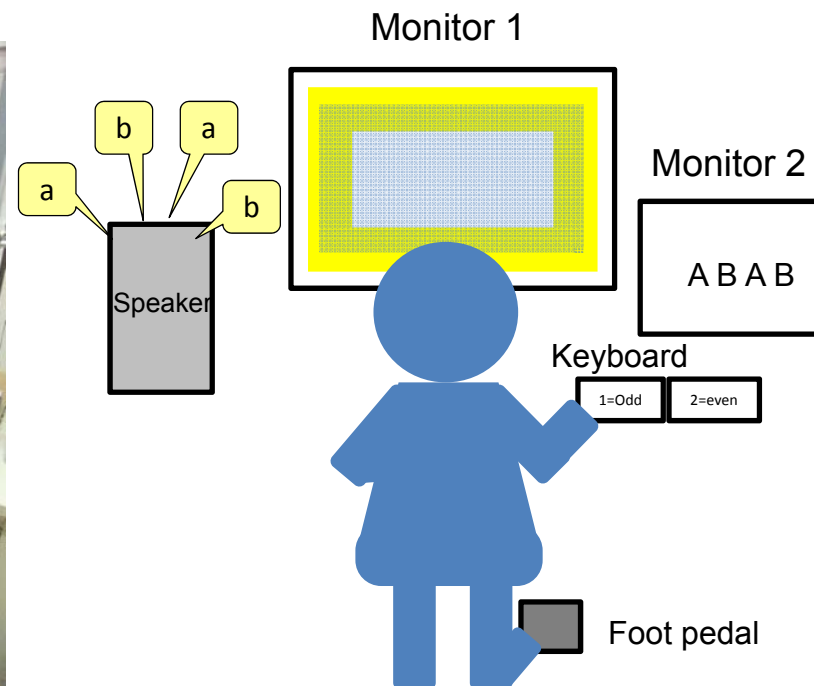 Monitor 1
b
a
a
b
Speaker
Monitor 2
A B A B
Keyboard
1=Odd
2=even
Foot pedal